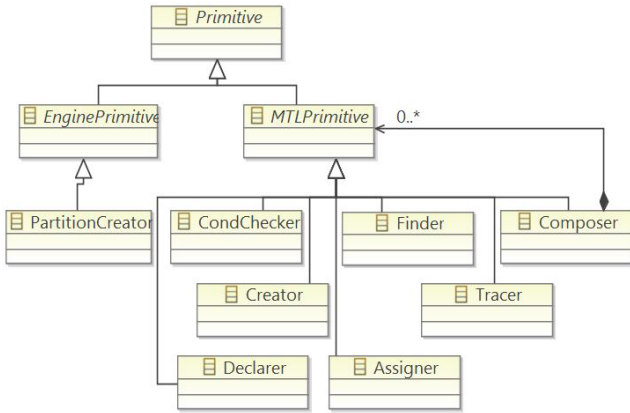 Primitive
EnginePrimitive
MTLPrimitive
0..*
PartitionCreator
CondChecker
Finder
Composer
Creator
Tracer
Declarer
Assigner